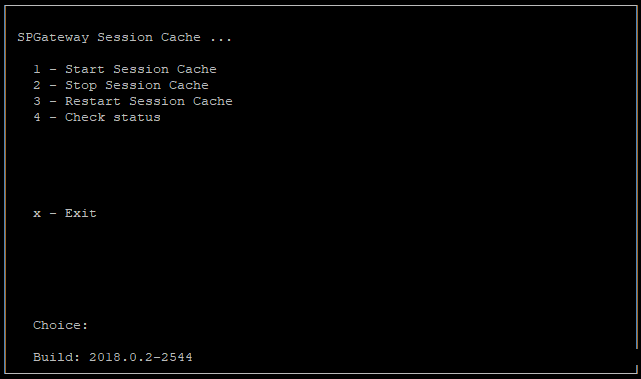 SPGateway Session Cache ...
1 - Start Session Cache
2 - Stop Session Cache
3 - Restart Session Cache
4 - Check status
x - Exit
Choice:
Build: 2018.0.2-2544